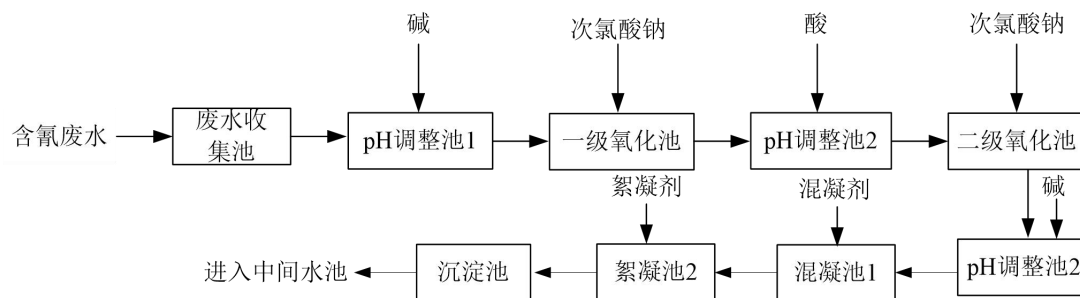 碱
次氯酸钠
酸
次氯酸钠
含氰废水
废水收
集池
pH调整池1
一级氧化池
pH调整池2
二级氧化池
絮凝剂
混凝剂
碱
进入中间水池
沉淀池
絮凝池2
混凝池1
pH调整池2